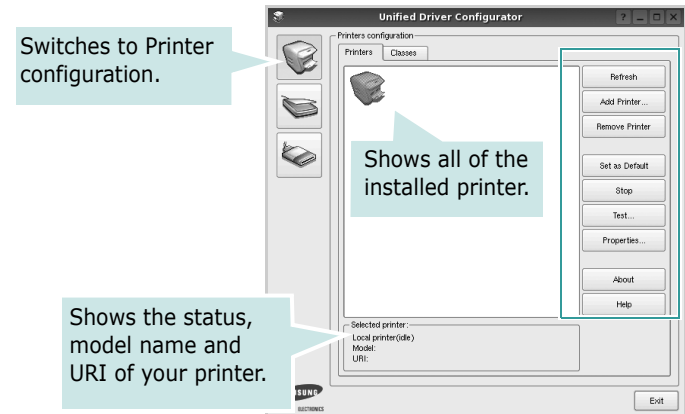 Unified Driver Configurator
Switches to Printer
configuration.
Printers configuration
Printers
Classes
Refresh
Add Printer...
Remove Printer
Shows all of the
installed printer.
Set as Default
Stop
Test...
Properties...
About
Help
Shows the status,
model name and
URI of your printer.
Selected printer:
Local printer(idle)
Model:
URI:
ELECTRONICS
Exit